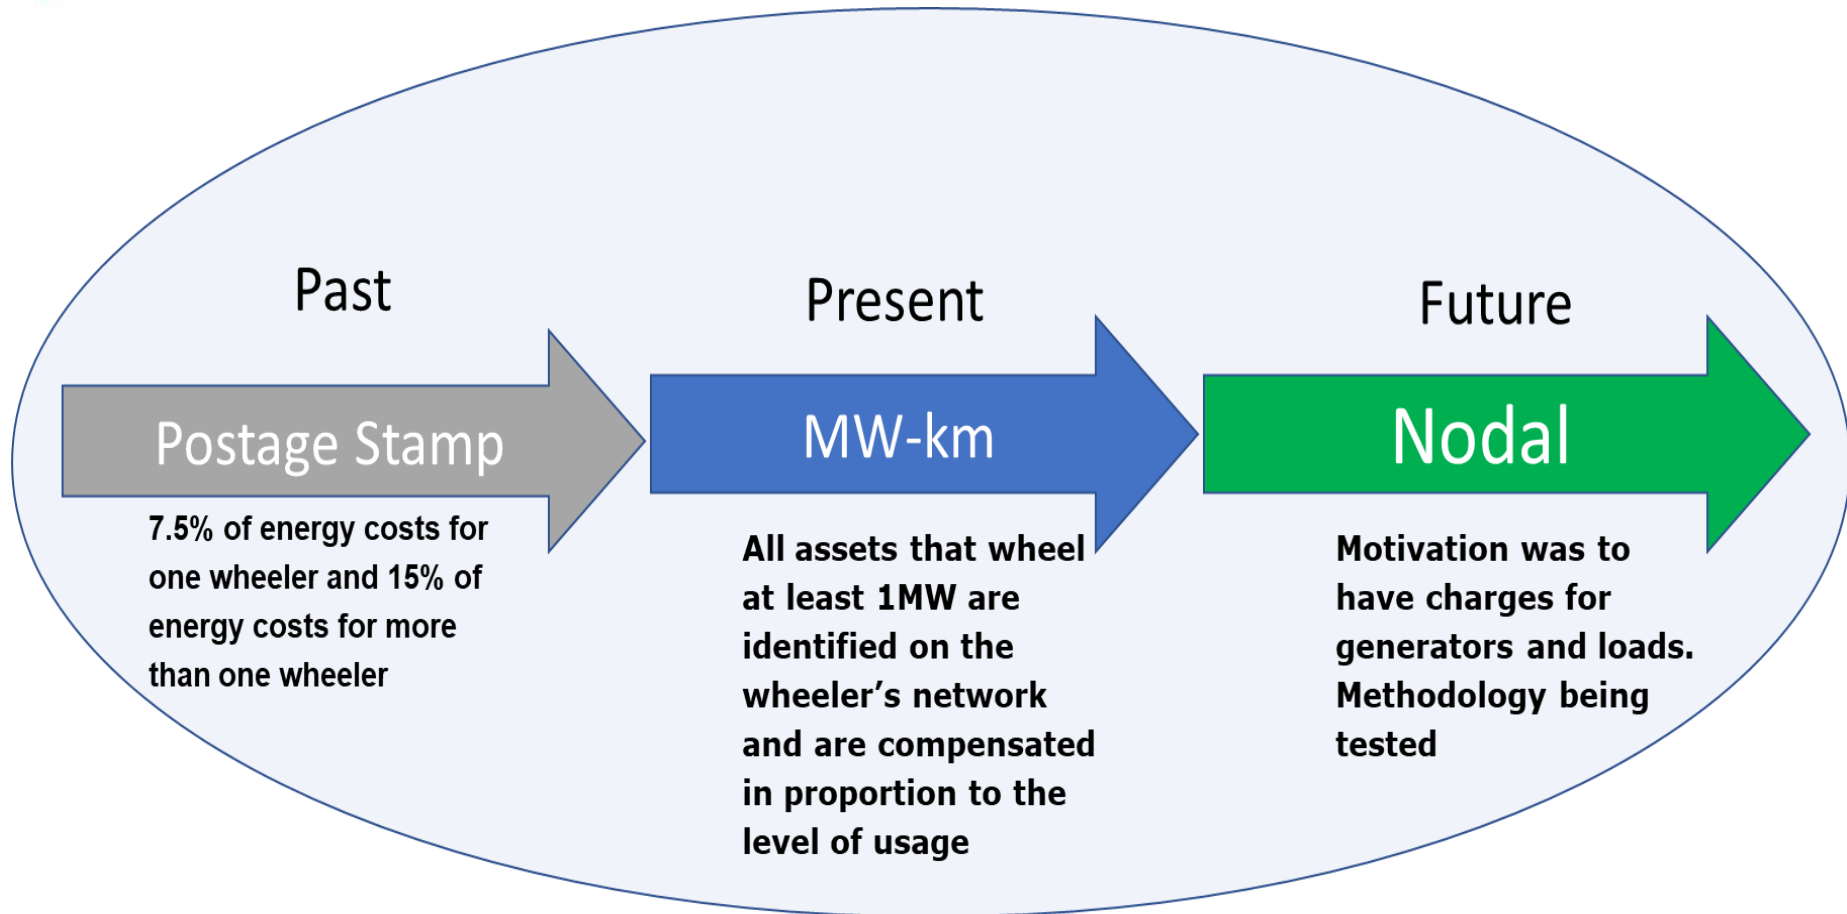 Past
Postage Stamp
7.5% of energy costs for
one wheeler and 15% of
energy costs for more
than one wheeler
Present
MW-km
All assets that wheel
at least 1MW are
identified on the
wheeler’s network
and are compensated
in proportion to the
level of usage
Future
Nodal
Motivation was to
have charges for
generators and loads.
Methodology being
tested